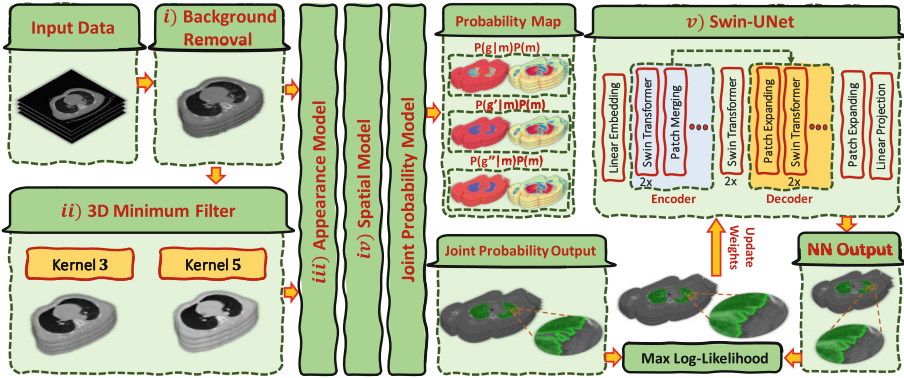 Input Data
i) Background
Removal
ii) 3D Minimum Filter
Kernel 3
Kernel 5
iii) Appearance Model
iv) Spatial Model
Joint Probability Model
Probability Map
P(g|m)P(m)
P(g'|m)P(m)
P(g''|m)P(m)
v) Swin-UNet
Linear Embedding
Swin Transformer
Patch Merging
2x
Encoder
Swin Transformer
2x
Patch Expanding
Swin Transformer
2x
Decoder
Patch Expanding
Linear Projection
Joint Probability Output
Update
Weights
NN Output
Max Log-Likelihood